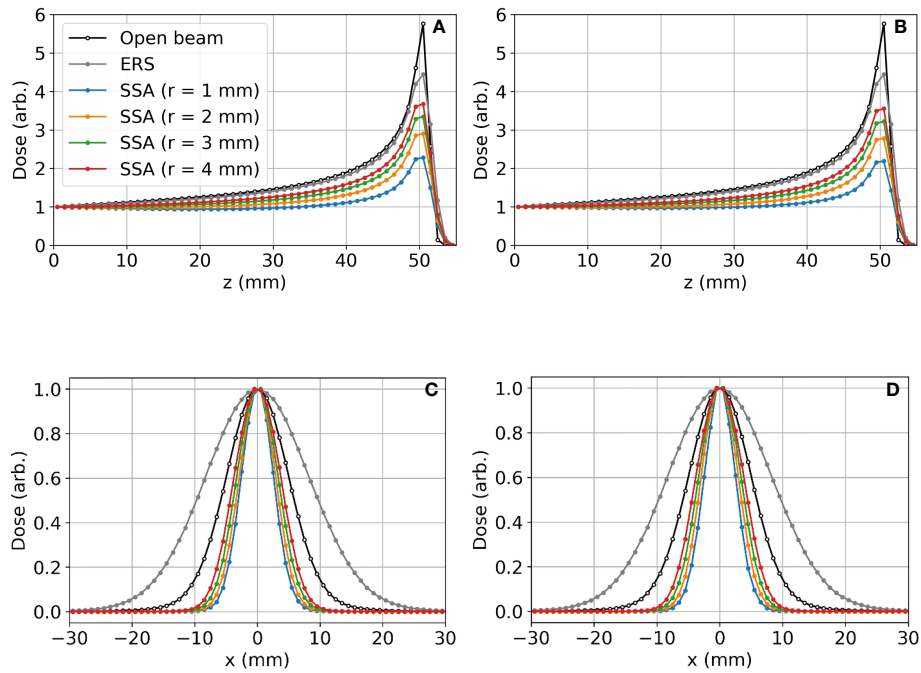 A
Open beam
ERS
SSA (r = 1 mm)
SSA (r = 2 mm)
SSA (r = 3 mm)
SSA (r = 4 mm)
6
5
4
3
2
1
0
Dose (arb.)
0 10 20 30 40 50
z (mm)
B
6
5
4
3
2
1
0
Dose (arb.)
0 10 20 30 40 50
z (mm)
C
1.0
0.8
0.6
0.4
0.2
0.0
Dose (arb.)
−30 −20 −10 0 10 20 30
x (mm)
D
1.0
0.8
0.6
0.4
0.2
0.0
Dose (arb.)
−30 −20 −10 0 10 20 30
x (mm)